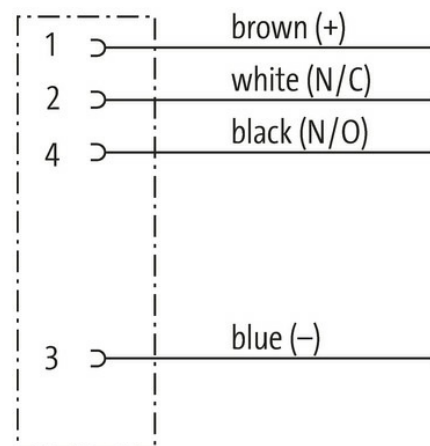 1 brown (+)
2 white (N/C)
4 black (N/O)
3 blue (–)